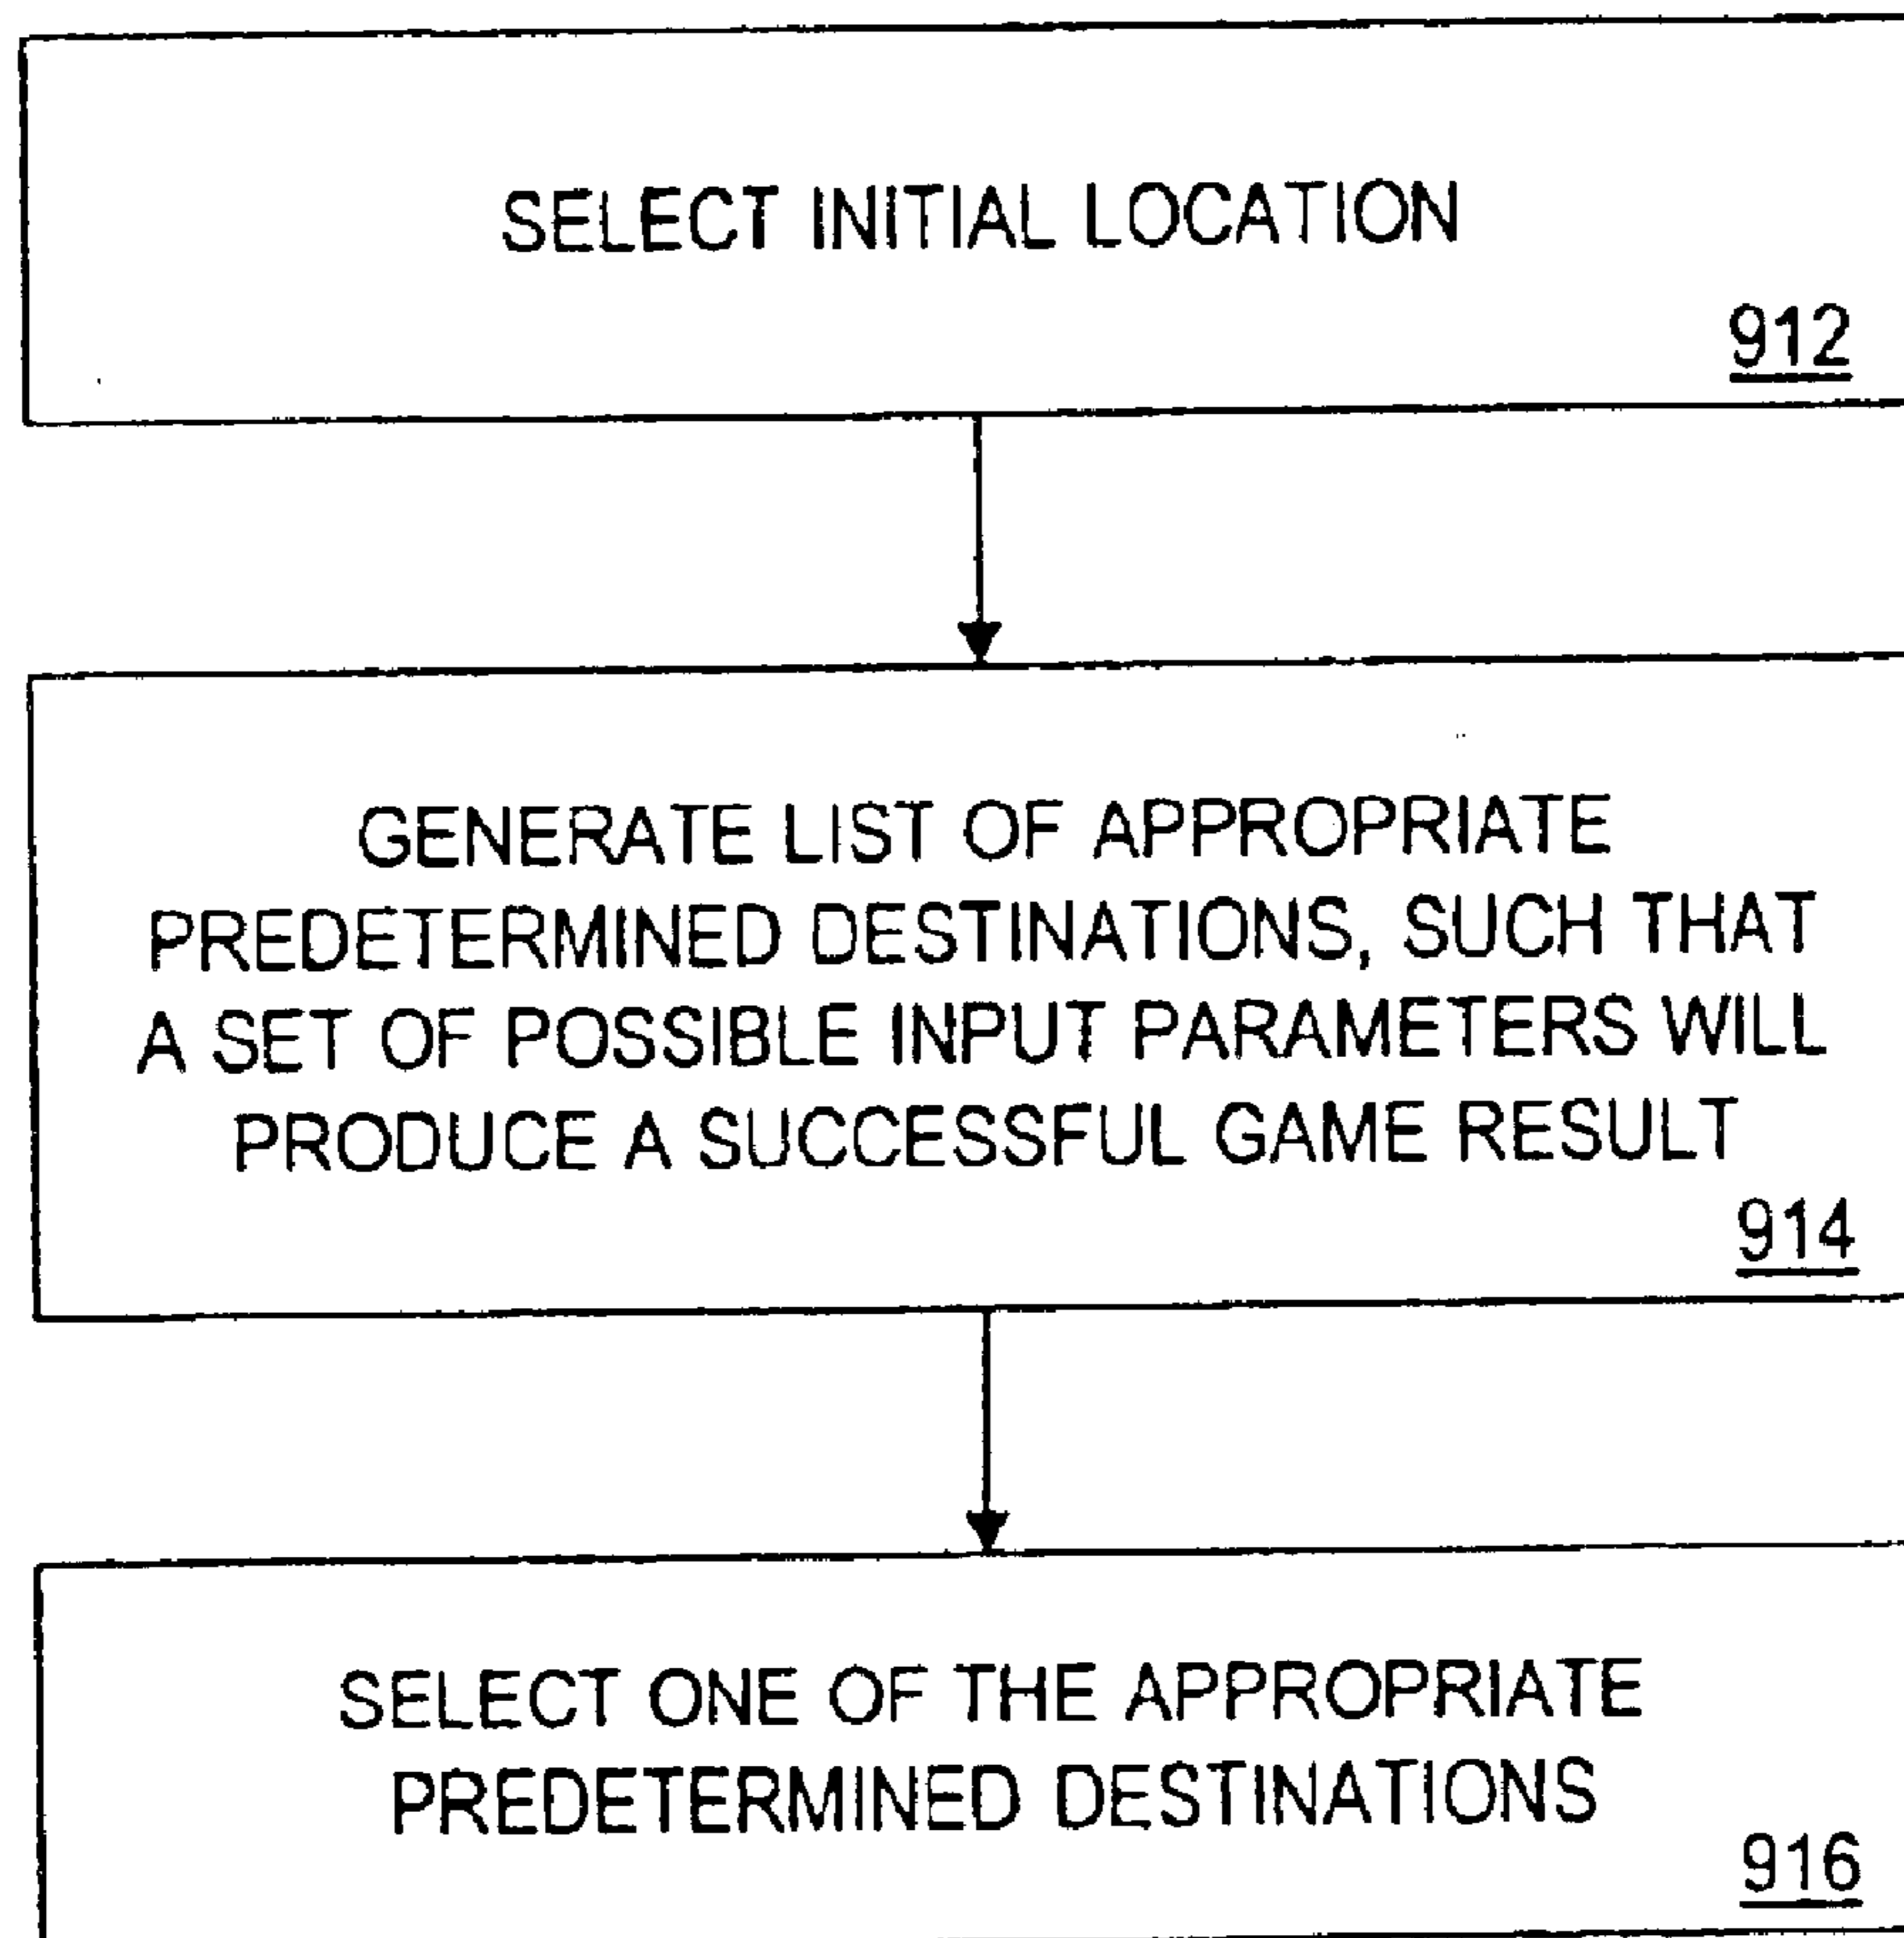 SELECT INITIAL LOCATION
912
GENERATE LIST OF APPROPRIATE
PREDETERMINED DESTINATIONS, SUCH THAT
A SET OF POSSIBLE INPUT PARAMETERS WILL
PRODUCE A SUCCESSFUL GAME RESULT
914
SELECT ONE OF THE APPROPRIATE
PREDETERMINED DESTINATIONS
916